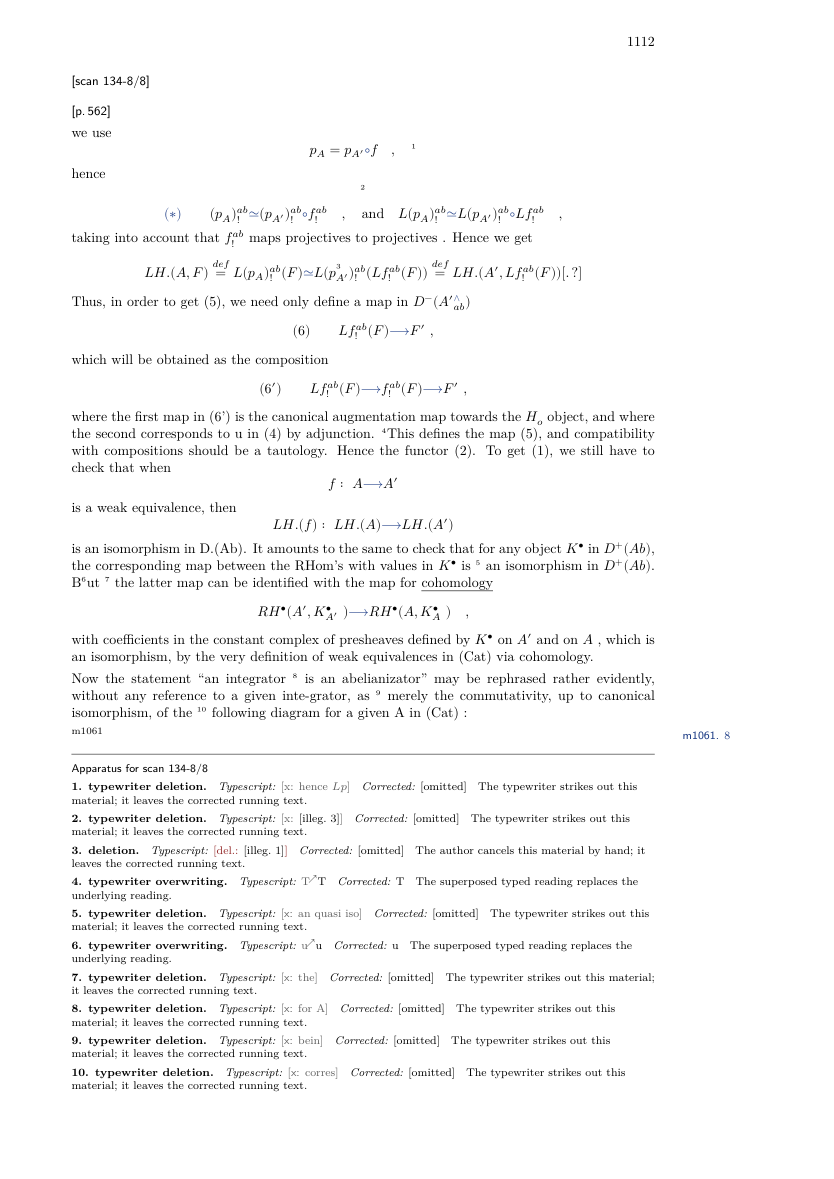 1112
[scan 134-8/8]
[p. 562]
we use
p_A = p_{A′}∘f , ¹
hence
²
(∗) (p_A)_!^{ab}≃(p_{A′})_!^{ab}∘f_!^{ab} , and L(p_A)_!^{ab}≃L(p_{A′})_!^{ab}∘Lf_!^{ab} ,
taking into account that f_!^{ab} maps projectives to projectives . Hence we get
LH.(A, F) \overset{def}{=} L(p_A)_!^{ab}(F)≃L(p_{A′}^3)_!^{ab}(Lf_!^{ab}(F)) \overset{def}{=} LH.(A′, Lf_!^{ab}(F))[. ?]
Thus, in order to get (5), we need only define a map in D^−(A′^∧_{ab})
(6) Lf_!^{ab}(F)⟶F′ ,
which will be obtained as the composition
(6′) Lf_!^{ab}(F)⟶f_!^{ab}(F)⟶F′ ,
where the first map in (6’) is the canonical augmentation map towards the H_o object, and where
the second corresponds to u in (4) by adjunction. ⁴This defines the map (5), and compatibility
with compositions should be a tautology. Hence the functor (2). To get (1), we still have to
check that when
f : A⟶A′
is a weak equivalence, then
LH.(f) : LH.(A)⟶LH.(A′)
is an isomorphism in D.(Ab). It amounts to the same to check that for any object K^• in D^+(Ab),
the corresponding map between the RHom’s with values in K^• is ⁵ an isomorphism in D^+(Ab).
B⁶ut ⁷ the latter map can be identified with the map for cohomology
RH^•(A′, K^•_{A′} )⟶RH^•(A, K^•_A ) ,
with coefficients in the constant complex of presheaves defined by K^• on A′ and on A , which is
an isomorphism, by the very definition of weak equivalences in (Cat) via cohomology.
Now the statement “an integrator ⁸ is an abelianizator” may be rephrased rather evidently,
without any reference to a given inte-grator, as ⁹ merely the commutativity, up to canonical
isomorphism, of the ¹⁰ following diagram for a given A in (Cat) :
m1061
m1061. 8
Apparatus for scan 134-8/8
1. typewriter deletion. Typescript: [x: hence Lp] Corrected: [omitted] The typewriter strikes out this
material; it leaves the corrected running text.
2. typewriter deletion. Typescript: [x: [illeg. 3]] Corrected: [omitted] The typewriter strikes out this
material; it leaves the corrected running text.
3. deletion. Typescript: [del.: [illeg. 1]] Corrected: [omitted] The author cancels this material by hand; it
leaves the corrected running text.
4. typewriter overwriting. Typescript: T↗T Corrected: T The superposed typed reading replaces the
underlying reading.
5. typewriter deletion. Typescript: [x: an quasi iso] Corrected: [omitted] The typewriter strikes out this
material; it leaves the corrected running text.
6. typewriter overwriting. Typescript: u↗u Corrected: u The superposed typed reading replaces the
underlying reading.
7. typewriter deletion. Typescript: [x: the] Corrected: [omitted] The typewriter strikes out this material;
it leaves the corrected running text.
8. typewriter deletion. Typescript: [x: for A] Corrected: [omitted] The typewriter strikes out this
material; it leaves the corrected running text.
9. typewriter deletion. Typescript: [x: bein] Corrected: [omitted] The typewriter strikes out this
material; it leaves the corrected running text.
10. typewriter deletion. Typescript: [x: corres] Corrected: [omitted] The typewriter strikes out this
material; it leaves the corrected running text.